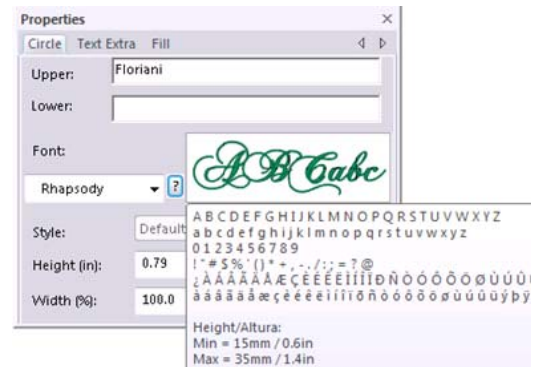 Properties
Circle Text Extra Fill
Upper: Floriani
Lower:
Font:
A B Cabc
Rhapsody ?
A B C D E F G H I J K L M N O P Q R S T U V W X Y Z
Style: Default
a b c d e f g h i j k l m n o p q r s t u v w x y z
0 1 2 3 4 5 6 7 8 9
Height (in): 0.79
Width (%): 100.0
Height/Altura:
Min = 15mm / 0.6in
Max = 35mm / 1.4in